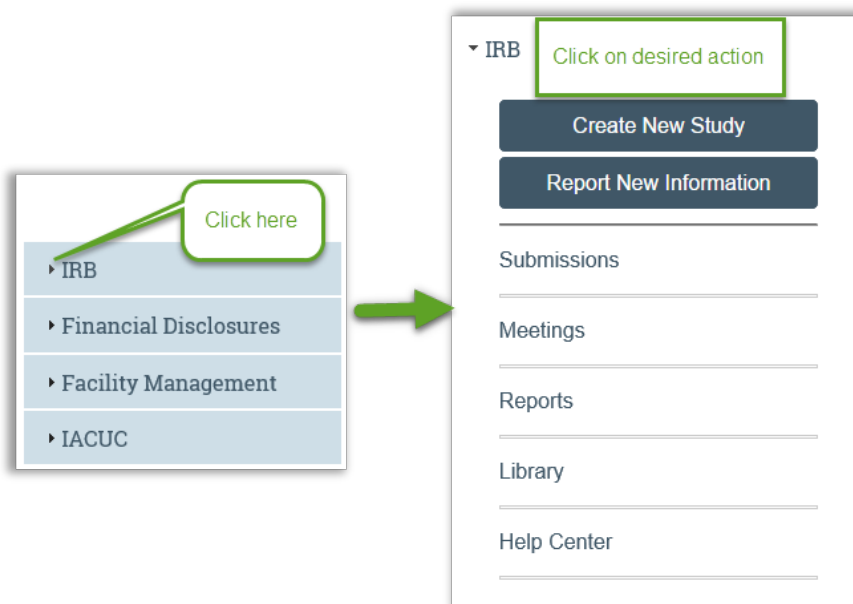 Click here
IRB
Financial Disclosures
Facility Management
IACUC
IRB
Click on desired action
Create New Study
Report New Information
Submissions
Meetings
Reports
Library
Help Center